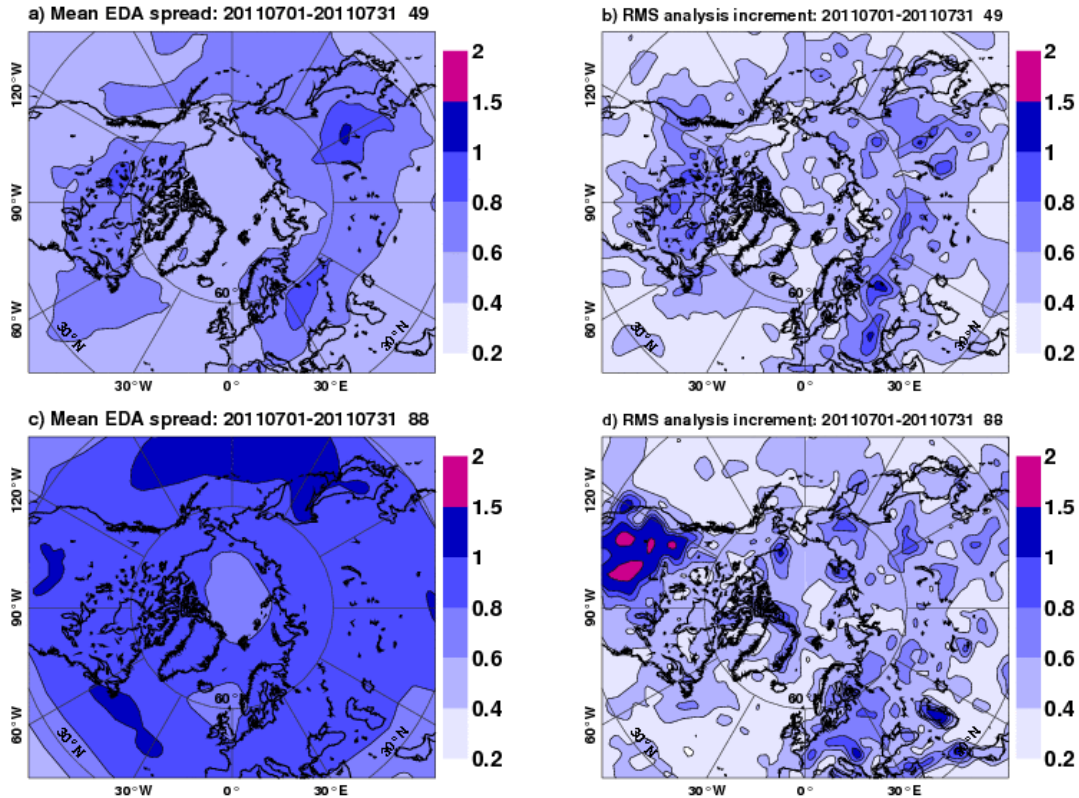 a) Mean EDA spread: 20110701-20110731 49
120°W
90°W
60°W
60°
30°N
30°N
30°W
0°
30°E
2
1.5
1
0.8
0.6
0.4
0.2
b) RMS analysis increment: 20110701-20110731 49
120°W
90°W
60°W
60°
30°N
30°N
30°W
0°
30°E
2
1.5
1
0.8
0.6
0.4
0.2
c) Mean EDA spread: 20110701-20110731 88
120°W
90°W
60°W
60°
30°N
30°N
30°W
0°
30°E
2
1.5
1
0.8
0.6
0.4
0.2
d) RMS analysis increment: 20110701-20110731 88
120°W
90°W
60°W
60°
30°N
30°N
30°W
0°
30°E
2
1.5
1
0.8
0.6
0.4
0.2